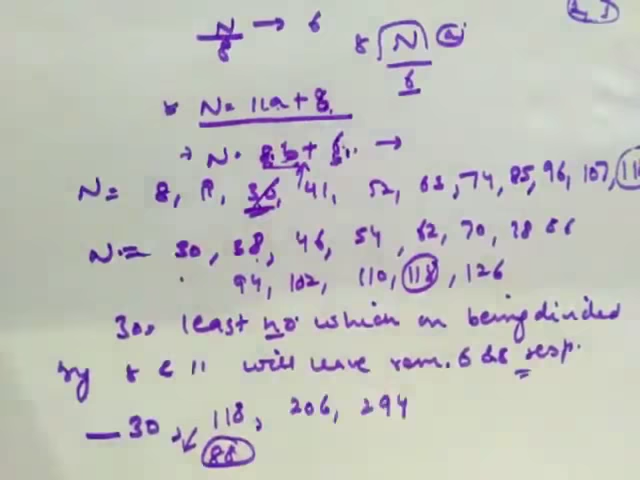 N/8 → 6 8 N a
N = 11a + 8
→ N = 8b + 6 →
N = 8, 30, 41, 52, 63, 74, 85, 96, 107, 118
N = 30, 38, 46, 54, 62, 70, 78 86
94, 102, 110, 118, 126
30, least no which on being divided
by 8 & 11 will leave rem. 6 & 8 resp.
— 30, 118, 206, 294
88